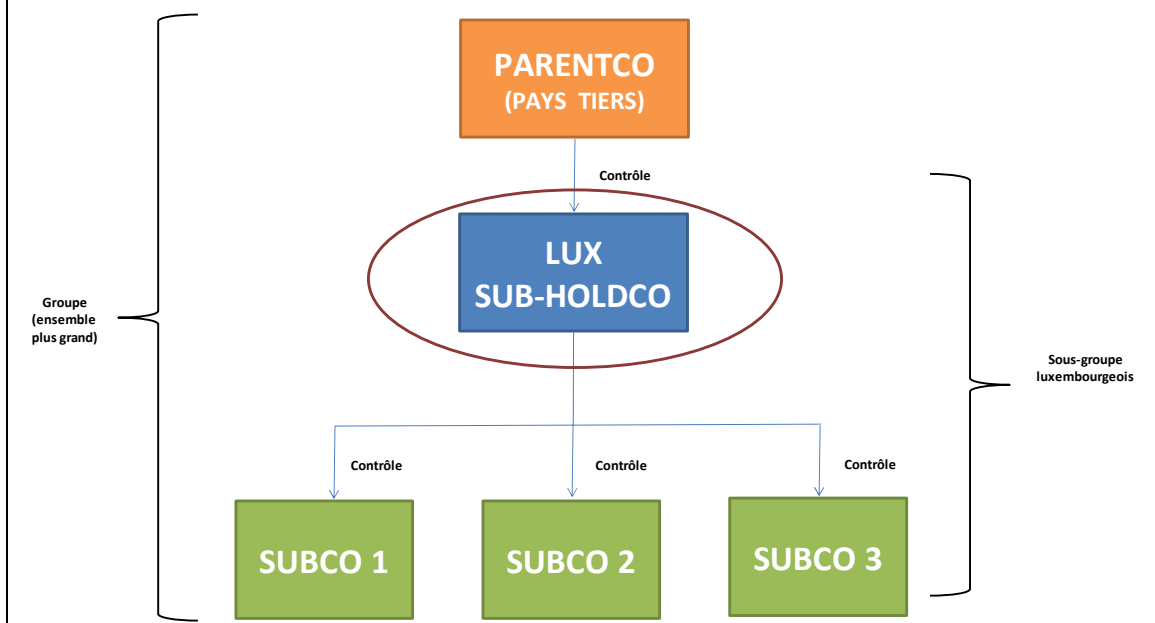 PARENTCO
(PAYS TIERS)
Contrôle
LUX
SUB-HOLDCO
Groupe
(ensemble
plus grand)
Sous-groupe
luxembourgeois
Contrôle
Contrôle
Contrôle
SUBCO 1
SUBCO 2
SUBCO 3